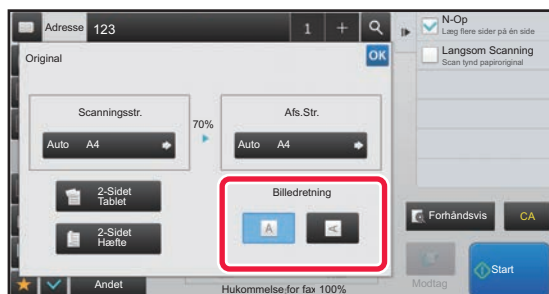 Adresse 123 1 +
N-Op
Læg flere sider på én side
Langsom Scanning
Scan tynd papiroriginal
Original OK
Scanningsstr. 70% Afs.Str.
Auto A4 Auto A4
2-Sidet
Tablet
2-Sidet
Hæfte
Billedretning
A A
Forhåndsvis CA
Modtag Start
Andet
Hukommelse for fax 100%